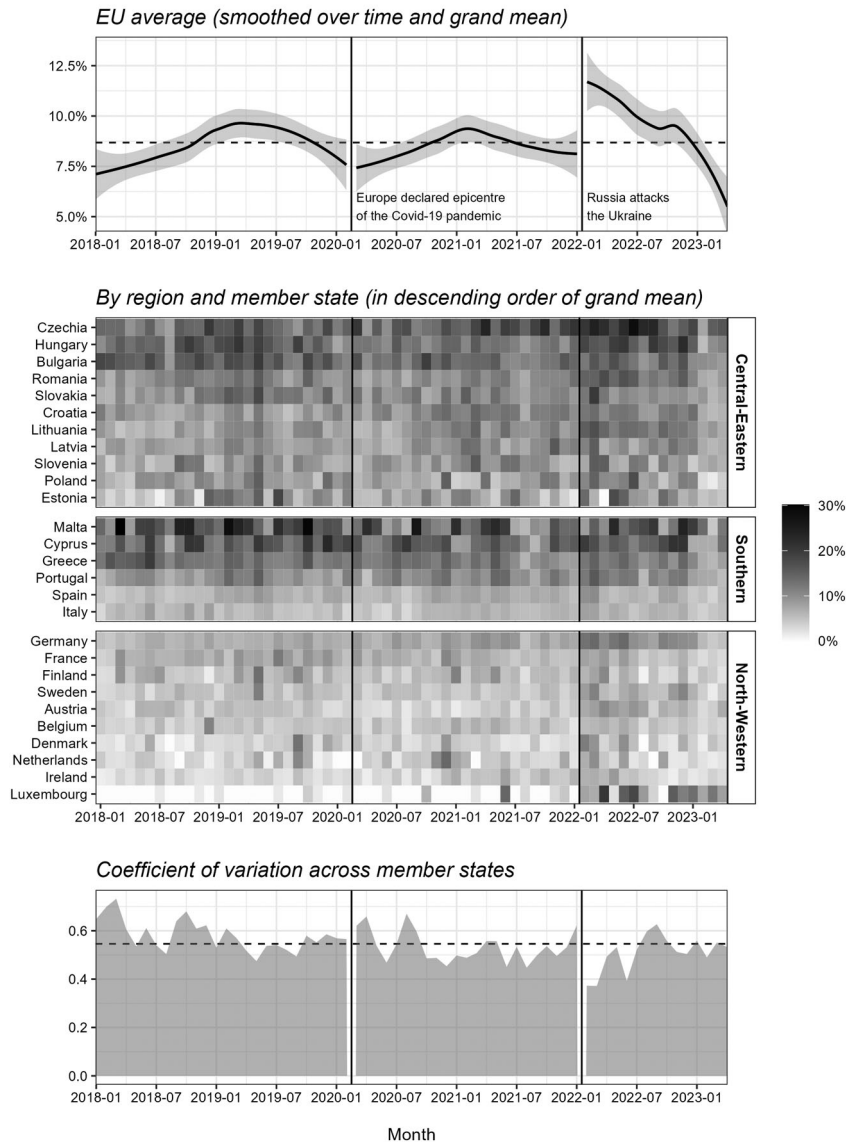 EU average (smoothed over time and grand mean)
12.5%
10.0%
7.5%
5.0%
Europe declared epicentre
of the Covid-19 pandemic
Russia attacks
the Ukraine
2018-01 2018-07 2019-01 2019-07 2020-01 2020-07 2021-01 2021-07 2022-01 2022-07 2023-01
By region and member state (in descending order of grand mean)
Czechia
Hungary
Bulgaria
Romania
Slovakia
Croatia
Lithuania
Latvia
Slovenia
Poland
Estonia
Central-Eastern
Malta
Cyprus
Greece
Portugal
Spain
Italy
Southern
Germany
France
Finland
Sweden
Austria
Belgium
Denmark
Netherlands
Ireland
Luxembourg
North-Western
30%
20%
10%
0%
2018-01 2018-07 2019-01 2019-07 2020-01 2020-07 2021-01 2021-07 2022-01 2022-07 2023-01
Coefficient of variation across member states
0.6
0.4
0.2
0.0
2018-01 2018-07 2019-01 2019-07 2020-01 2020-07 2021-01 2021-07 2022-01 2022-07 2023-01
Month